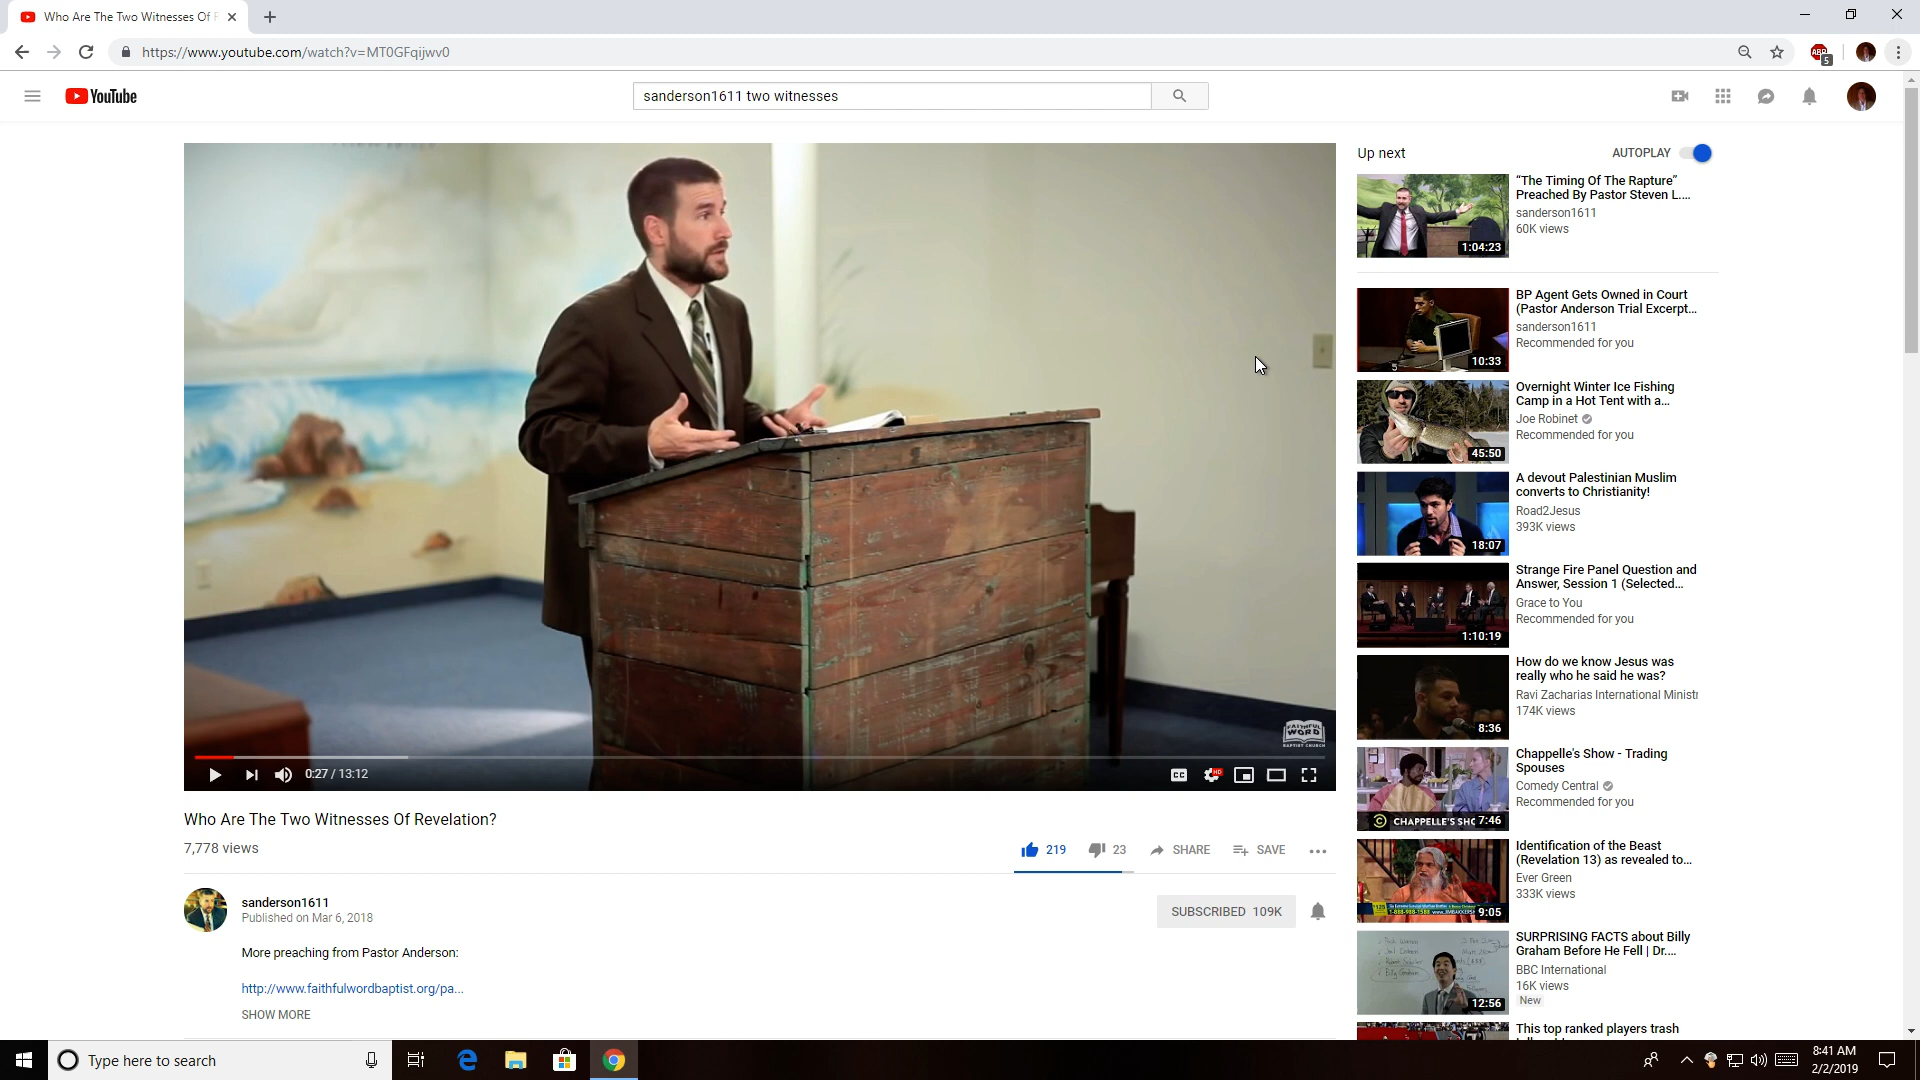 Who Are The Two Witnesses Of
https://www.youtube.com/watch?v=MT0GFqijwv0
ABP
5
YouTube
sanderson1611 two witnesses
FAITHFUL
WORD
BAPTIST CHURCH
0:27 / 13:12
CC
HD
Who Are The Two Witnesses Of Revelation?
7,778 views
219
23
SHARE
SAVE
sanderson1611
Published on Mar 6, 2018
SUBSCRIBED 109K
More preaching from Pastor Anderson:
http://www.faithfulwordbaptist.org/pa...
SHOW MORE
Up next
AUTOPLAY
1:04:23
“The Timing Of The Rapture”
Preached By Pastor Steven L....
sanderson1611
60K views
10:33
BP Agent Gets Owned in Court
(Pastor Anderson Trial Excerpt...
sanderson1611
Recommended for you
45:50
Overnight Winter Ice Fishing
Camp in a Hot Tent with a...
Joe Robinet
Recommended for you
18:07
A devout Palestinian Muslim
converts to Christianity!
Road2Jesus
393K views
1:10:19
Strange Fire Panel Question and
Answer, Session 1 (Selected...
Grace to You
Recommended for you
8:36
How do we know Jesus was
really who he said he was?
Ravi Zacharias International Ministr
174K views
CHAPPELLE'S SHO
7:46
Chappelle's Show - Trading
Spouses
Comedy Central
Recommended for you
9:05
Identification of the Beast
(Revelation 13) as revealed to...
Ever Green
333K views
12:56
SURPRISING FACTS about Billy
Graham Before He Fell | Dr....
BBC International
16K views
New
This top ranked players trash
Type here to search
8:41 AM
2/2/2019